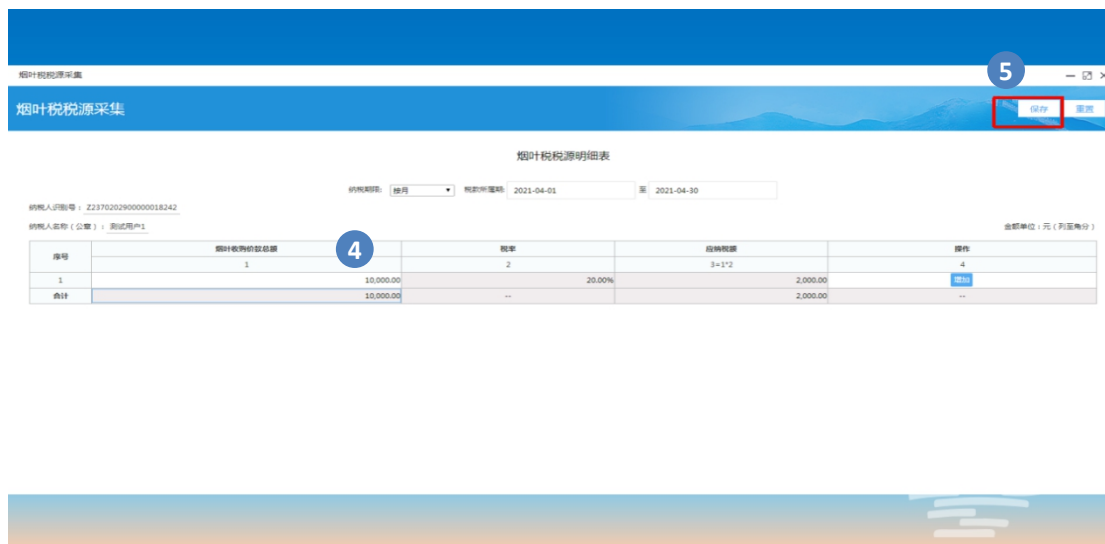 5
烟叶税税源采集
烟叶税税源采集
保存 重置
烟叶税税源明细表
纳税期限: 按月 税款所属期: 2021-04-01 至 2021-04-30
纳税人识别号: Z2370202900000018242
纳税人名称(公章): 测试用户1 金额单位:元(列至角分)
4
序号 烟叶收购价款总额 税率 应纳税额 操作
1 2 3=1*2 4
1 10,000.00 20.00% 2,000.00 增加
合计 10,000.00 -- 2,000.00 --